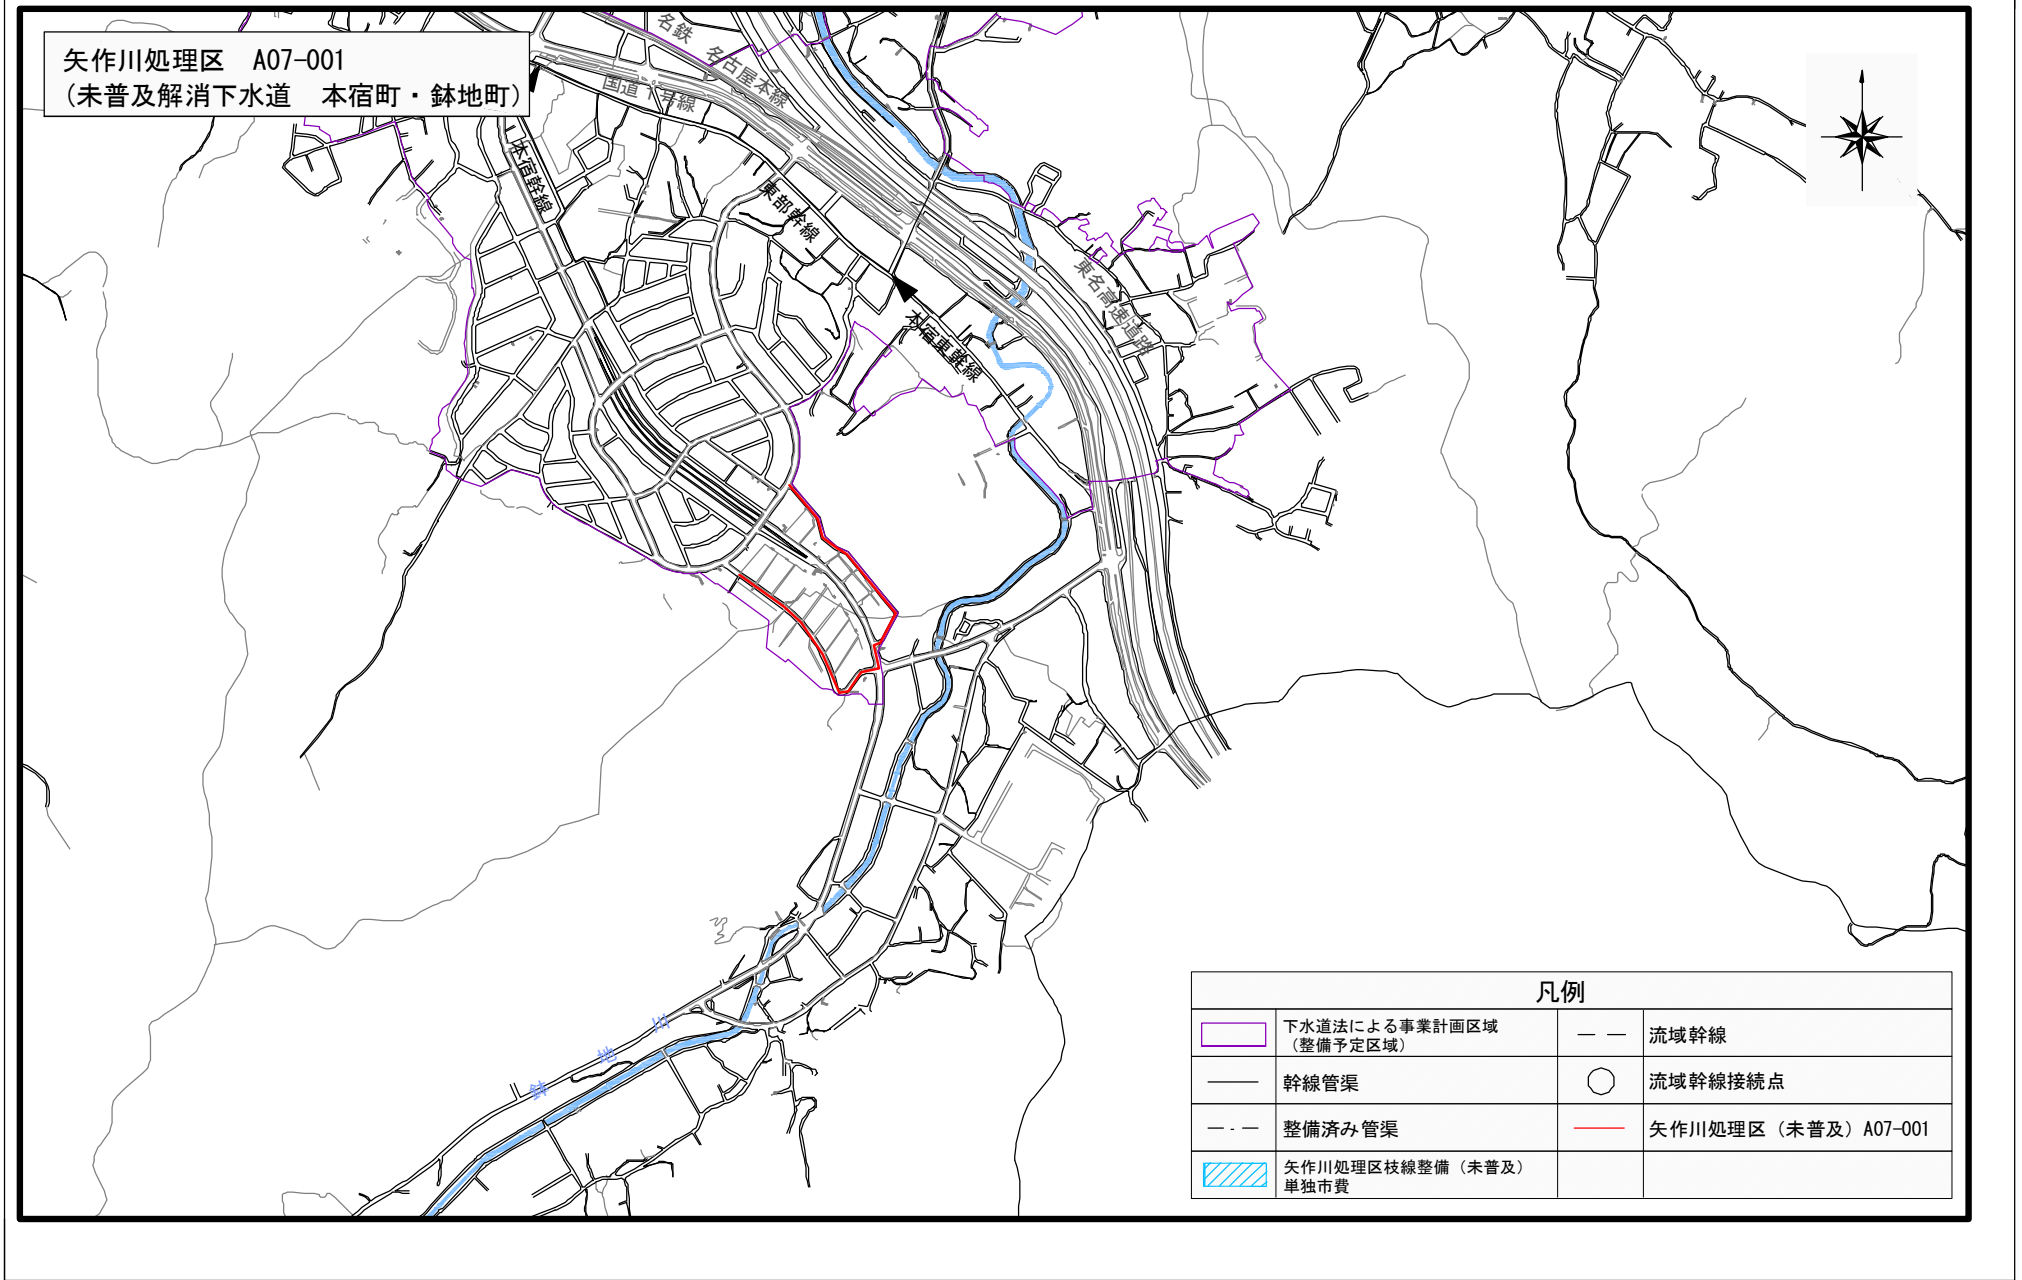 矢作川処理区　A07-001
(未普及解消下水道　本宿町・鉢地町)
名鉄　名古屋本線
国道1号線
本宿幹線
東部幹線
本宿東幹線
東名高速道路
鉢地川
凡例
下水道法による事業計画区域
（整備予定区域）
流域幹線
幹線管渠
流域幹線接続点
整備済み管渠
矢作川処理区（未普及）A07-001
矢作川処理区枝線整備（未普及）
単独市費